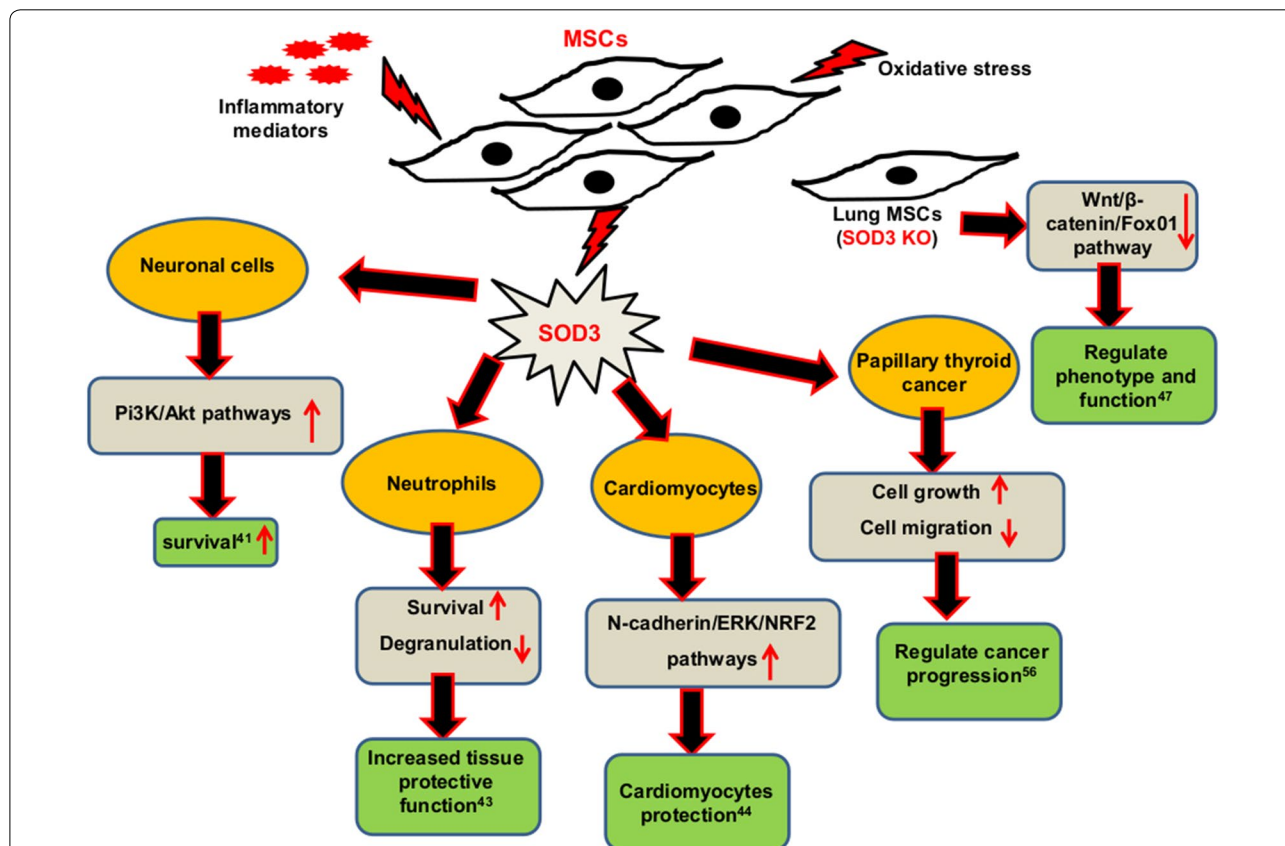 MSCs
Oxidative stress
Inflammatory
mediators
Lung MSCs
(SOD3 KO)
Wnt/β-
catenin/Fox01
pathway
Regulate
phenotype and
function⁴⁷
SOD3
Neuronal cells
Pi3K/Akt pathways
survival⁴¹
Neutrophils
Survival
Degranulation
Increased tissue
protective
function⁴³
Cardiomyocytes
N-cadherin/ERK/NRF2
pathways
Cardiomyocytes
protection⁴⁴
Papillary thyroid
cancer
Cell growth
Cell migration
Regulate cancer
progression⁵⁶